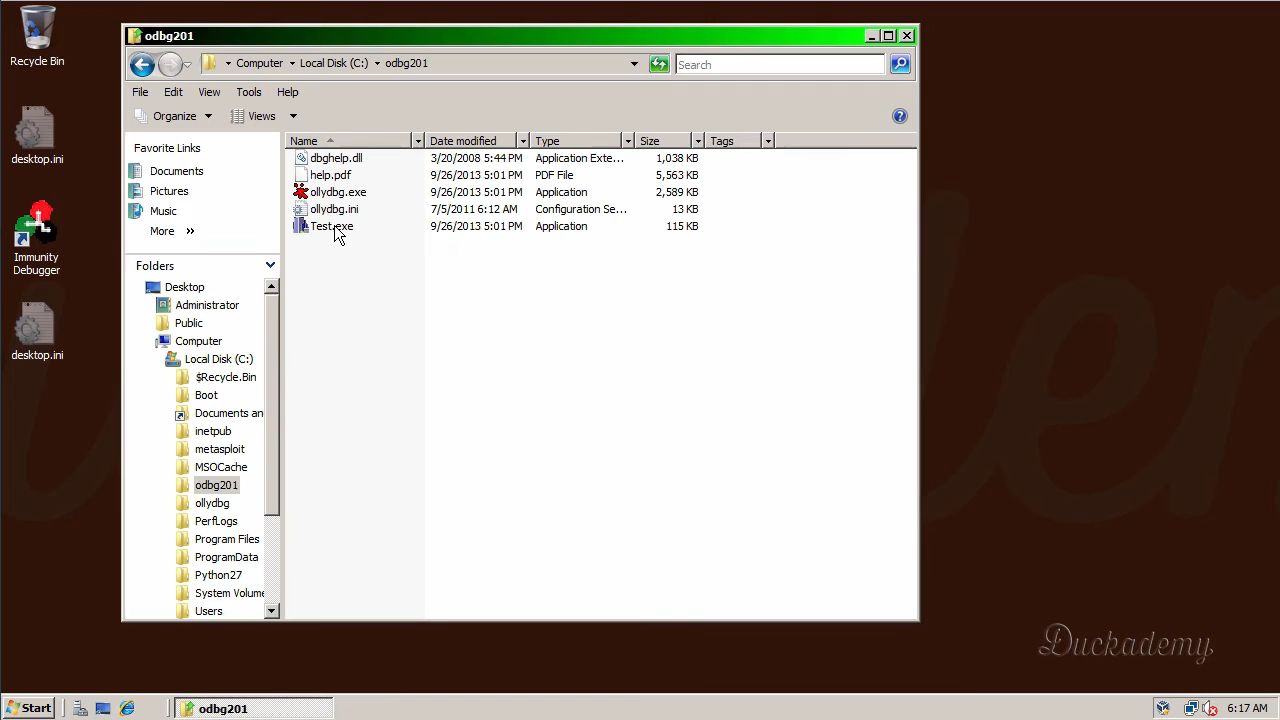 Recycle Bin
desktop.ini
Immunity
Debugger
desktop.ini
odbg201
Computer Local Disk (C:) odbg201
Search
File Edit View Tools Help
Organize Views
Favorite Links
Documents
Pictures
Music
More »
Folders
Desktop
Administrator
Public
Computer
Local Disk (C:)
$Recycle.Bin
Boot
Documents an
inetpub
metasploit
MSOCache
odbg201
ollydbg
PerfLogs
Program Files
ProgramData
Python27
System Volume
Users
Name Date modified Type Size Tags
dbghelp.dll 3/20/2008 5:44 PM Application Exte... 1,038 KB
help.pdf 9/26/2013 5:01 PM PDF File 5,563 KB
ollydbg.exe 9/26/2013 5:01 PM Application 2,589 KB
ollydbg.ini 7/5/2011 6:12 AM Configuration Se... 13 KB
Test.exe 9/26/2013 5:01 PM Application 115 KB
Duckademy
Start odbg201 6:17 AM